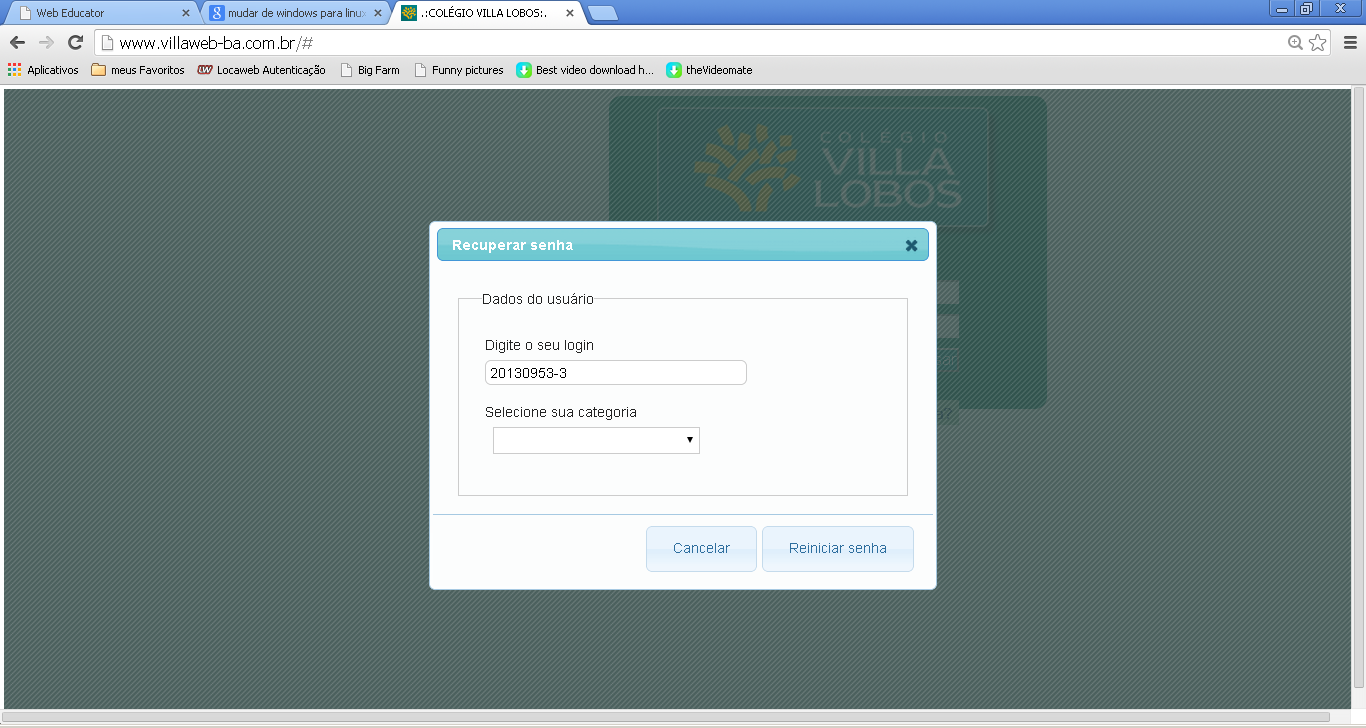 Web Educator
mudar de windows para linux
.:COLÉGIO VILLA LOBOS:.
www.villaweb-ba.com.br/#
Aplicativos
meus Favoritos
Locaweb Autenticação
Big Farm
Funny pictures
Best video download h...
theVideomate
COLÉGIO
VILLA
LOBOS
Recuperar senha
Dados do usuário
Digite o seu login
20130953-3
Selecione sua categoria
Cancelar
Reiniciar senha